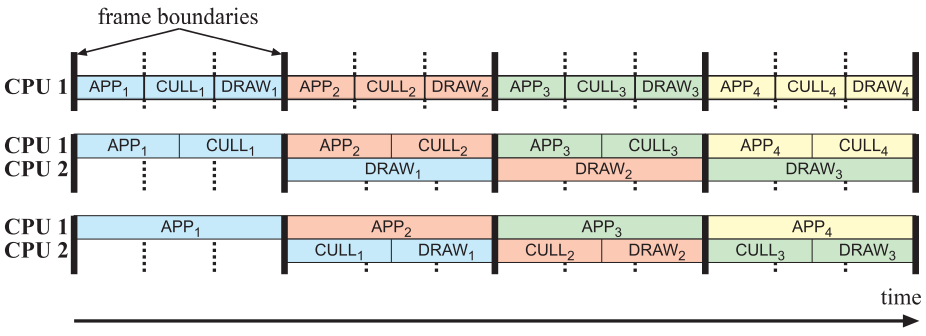 frame boundaries
CPU 1 APP₁ CULL₁ DRAW₁ APP₂ CULL₂ DRAW₂ APP₃ CULL₃ DRAW₃ APP₄ CULL₄ DRAW₄
CPU 1 APP₁ CULL₁ APP₂ CULL₂ APP₃ CULL₃ APP₄ CULL₄
CPU 2 DRAW₁ DRAW₂ DRAW₃
CPU 1 APP₁ APP₂ APP₃ APP₄
CPU 2 CULL₁ DRAW₁ CULL₂ DRAW₂ CULL₃ DRAW₃
time